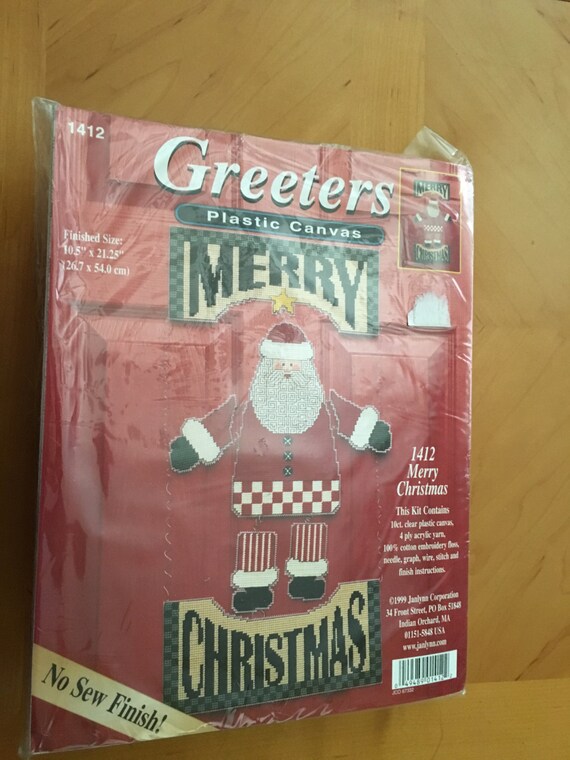 1412
Greeters
Plastic Canvas
Finished Size:
10.5" x 21.25"
(26.7 x 54.0 cm)
MERRY
CHRISTMAS
MERRY
CHRISTMAS
1412
Merry
Christmas
This Kit Contains
10ct. clear plastic canvas,
4 ply acrylic yarn,
100% cotton embroidery floss,
needle, graph, wire, stitch and
finish instructions.
©1999 Janlynn Corporation
34 Front Street, PO Box 51848
Indian Orchard, MA
01151-5848 USA
www.janlynn.com
No Sew Finish!